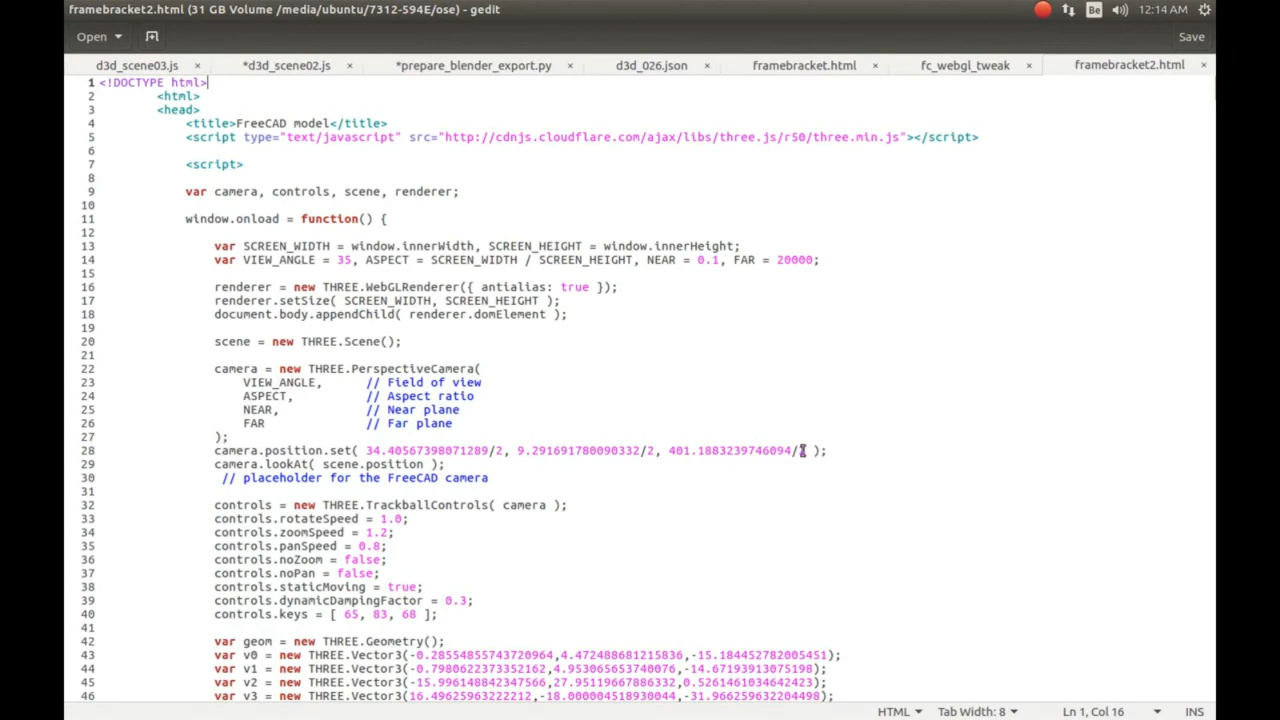 framebracket2.html (31 GB Volume /media/ubuntu/7312-594E/ose) - gedit
Be
12:14 AM
Open
Save
d3d_scene03.js × *d3d_scene02.js × *prepare_blender_export.py × d3d_026.json × framebracket.html × fc_webgl_tweak × framebracket2.html ×
1 <!DOCTYPE html>
2 <html>
3 <head>
4 <title>FreeCAD model</title>
5 <script type="text/javascript" src="http://cdnjs.cloudflare.com/ajax/libs/three.js/r50/three.min.js"></script>
6
7 <script>
8
9 var camera, controls, scene, renderer;
10
11 window.onload = function() {
12
13 var SCREEN_WIDTH = window.innerWidth, SCREEN_HEIGHT = window.innerHeight;
14 var VIEW_ANGLE = 35, ASPECT = SCREEN_WIDTH / SCREEN_HEIGHT, NEAR = 0.1, FAR = 20000;
15
16 renderer = new THREE.WebGLRenderer({ antialias: true });
17 renderer.setSize( SCREEN_WIDTH, SCREEN_HEIGHT );
18 document.body.appendChild( renderer.domElement );
19
20 scene = new THREE.Scene();
21
22 camera = new THREE.PerspectiveCamera(
23 VIEW_ANGLE, // Field of view
24 ASPECT, // Aspect ratio
25 NEAR, // Near plane
26 FAR // Far plane
27 );
28 camera.position.set( 34.40567398071289/2, 9.291691780090332/2, 401.1883239746094/2 );
29 camera.lookAt( scene.position );
30 // placeholder for the FreeCAD camera
31
32 controls = new THREE.TrackballControls( camera );
33 controls.rotateSpeed = 1.0;
34 controls.zoomSpeed = 1.2;
35 controls.panSpeed = 0.8;
36 controls.noZoom = false;
37 controls.noPan = false;
38 controls.staticMoving = true;
39 controls.dynamicDampingFactor = 0.3;
40 controls.keys = [ 65, 83, 68 ];
41
42 var geom = new THREE.Geometry();
43 var v0 = new THREE.Vector3(-0.28554855743720964,4.472488681215836,-15.184452782005451);
44 var v1 = new THREE.Vector3(-0.7980622373352162,4.953065653740076,-14.67193913075198);
45 var v2 = new THREE.Vector3(-15.996148842347566,27.95119667886332,0.5261461034642423);
46 var v3 = new THREE.Vector3(16.49625963222212,-18.000004518930044,-31.966259632204498);
HTML Tab Width: 8 Ln 1, Col 16 INS